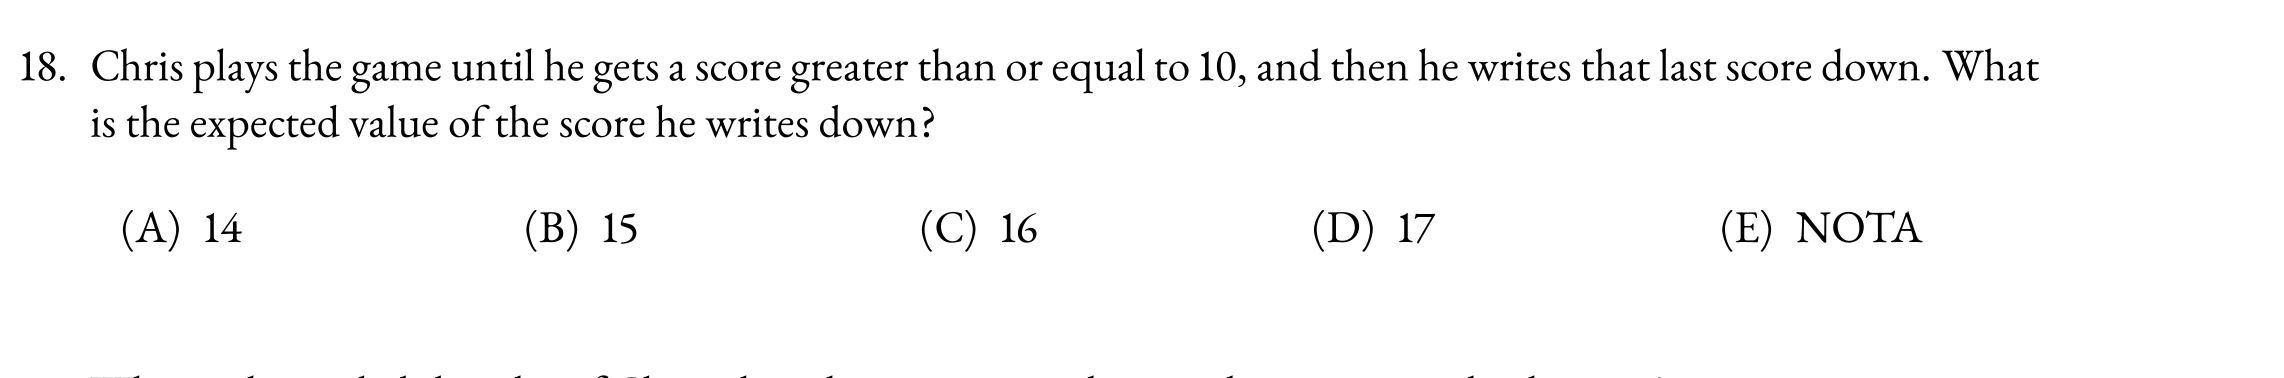 18. Chris plays the game until he gets a score greater than or equal to 10, and then he writes that last score down. What
is the expected value of the score he writes down?
(A) 14 (B) 15 (C) 16 (D) 17 (E) NOTA